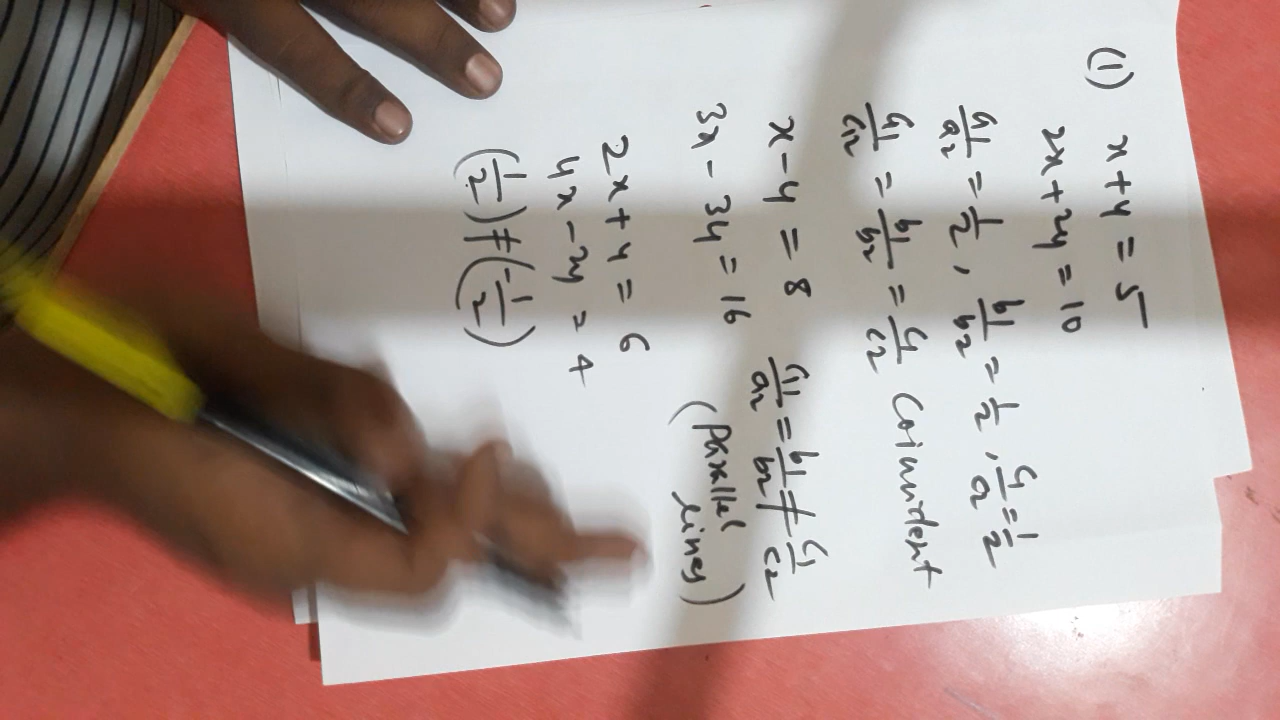 (1) x+y = 5
2x+2y = 10
a1/a2 = 1/2, b1/b2 = 1/2, c1/c2 = 1/2
a1/a2 = b1/b2 = c1/c2 Coincident
x-y = 8 a1/a2 = b1/b2 ≠ c1/c2
3x-3y = 16 (Parallel lines)
2x+y = 6
4x-2y = 4
(1/2) ≠ (-1/2)